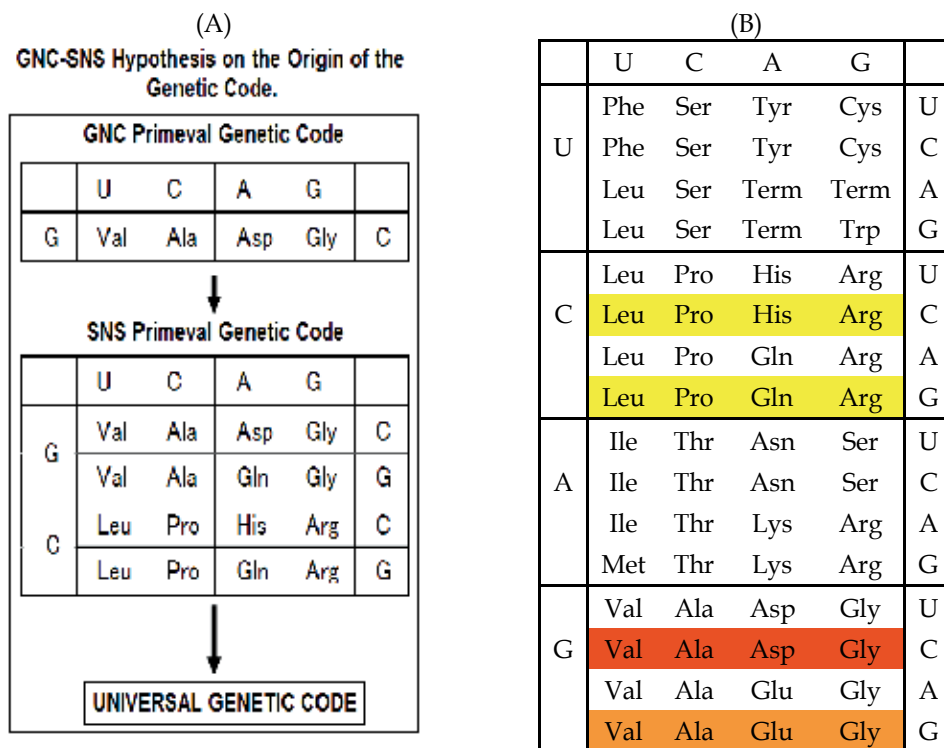 (A)
GNC-SNS Hypothesis on the Origin of the
Genetic Code.
GNC Primeval Genetic Code
U C A G
G Val Ala Asp Gly C
SNS Primeval Genetic Code
U C A G
G
Val Ala Asp Gly C
Val Ala Gln Gly G
C
Leu Pro His Arg C
Leu Pro Gln Arg G
UNIVERSAL GENETIC CODE
(B)
U C A G
Phe Ser Tyr Cys U
U Phe Ser Tyr Cys C
Leu Ser Term Term A
Leu Ser Term Trp G
Leu Pro His Arg U
C Leu Pro His Arg C
Leu Pro Gln Arg A
Leu Pro Gln Arg G
Ile Thr Asn Ser U
A Ile Thr Asn Ser C
Ile Thr Lys Arg A
Met Thr Lys Arg G
Val Ala Asp Gly U
G Val Ala Asp Gly C
Val Ala Glu Gly A
Val Ala Glu Gly G